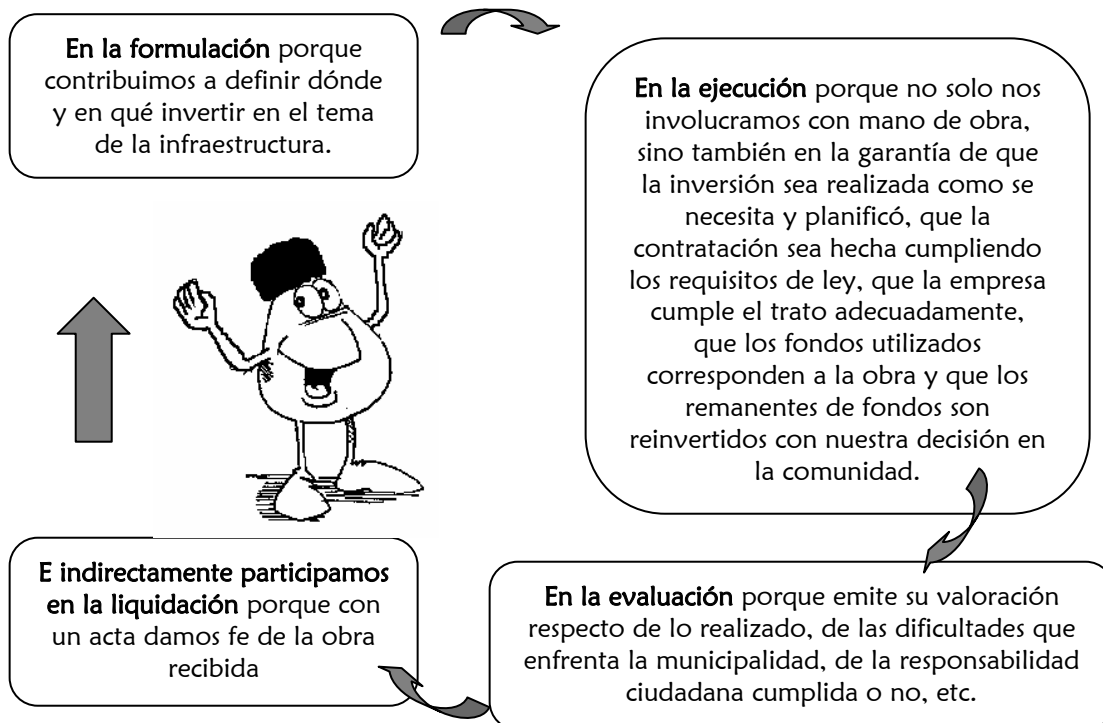 En la formulación porque
contribuimos a definir dónde
y en qué invertir en el tema
de la infraestructura.
En la ejecución porque no solo nos
involucramos con mano de obra,
sino también en la garantía de que
la inversión sea realizada como se
necesita y planificó, que la
contratación sea hecha cumpliendo
los requisitos de ley, que la empresa
cumple el trato adecuadamente,
que los fondos utilizados
corresponden a la obra y que los
remanentes de fondos son
reinvertidos con nuestra decisión en
la comunidad.
En la evaluación porque emite su valoración
respecto de lo realizado, de las dificultades que
enfrenta la municipalidad, de la responsabilidad
ciudadana cumplida o no, etc.
E indirectamente participamos
en la liquidación porque con
un acta damos fe de la obra
recibida